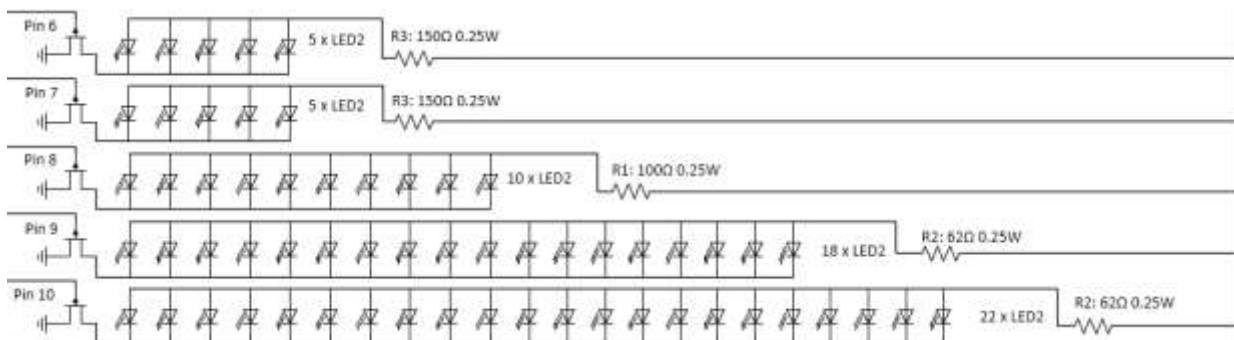 Pin 6
5 x LED2
R3: 150Ω 0.25W
Pin 7
5 x LED2
R3: 150Ω 0.25W
Pin 8
10 x LED2
R1: 100Ω 0.25W
Pin 9
18 x LED2
R2: 62Ω 0.25W
Pin 10
22 x LED2
R2: 62Ω 0.25W